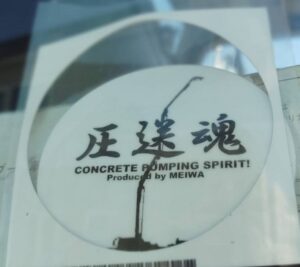 圧送魂
CONCRETE PUMPING SPIRIT!
Produced by MEIWA